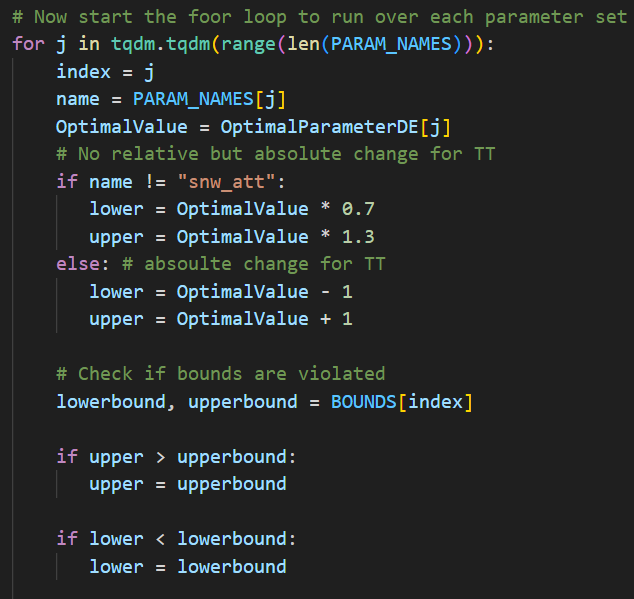 # Now start the foor loop to run over each parameter set
for j in tqdm.tqdm(range(len(PARAM_NAMES))):
    index = j
    name = PARAM_NAMES[j]
    OptimalValue = OptimalParameterDE[j]
    # No relative but absolute change for TT
    if name != "snw_att":
        lower = OptimalValue * 0.7
        upper = OptimalValue * 1.3
    else: # absoulte change for TT
        lower = OptimalValue - 1
        upper = OptimalValue + 1

    # Check if bounds are violated
    lowerbound, upperbound = BOUNDS[index]

    if upper > upperbound:
        upper = upperbound

    if lower < lowerbound:
        lower = lowerbound